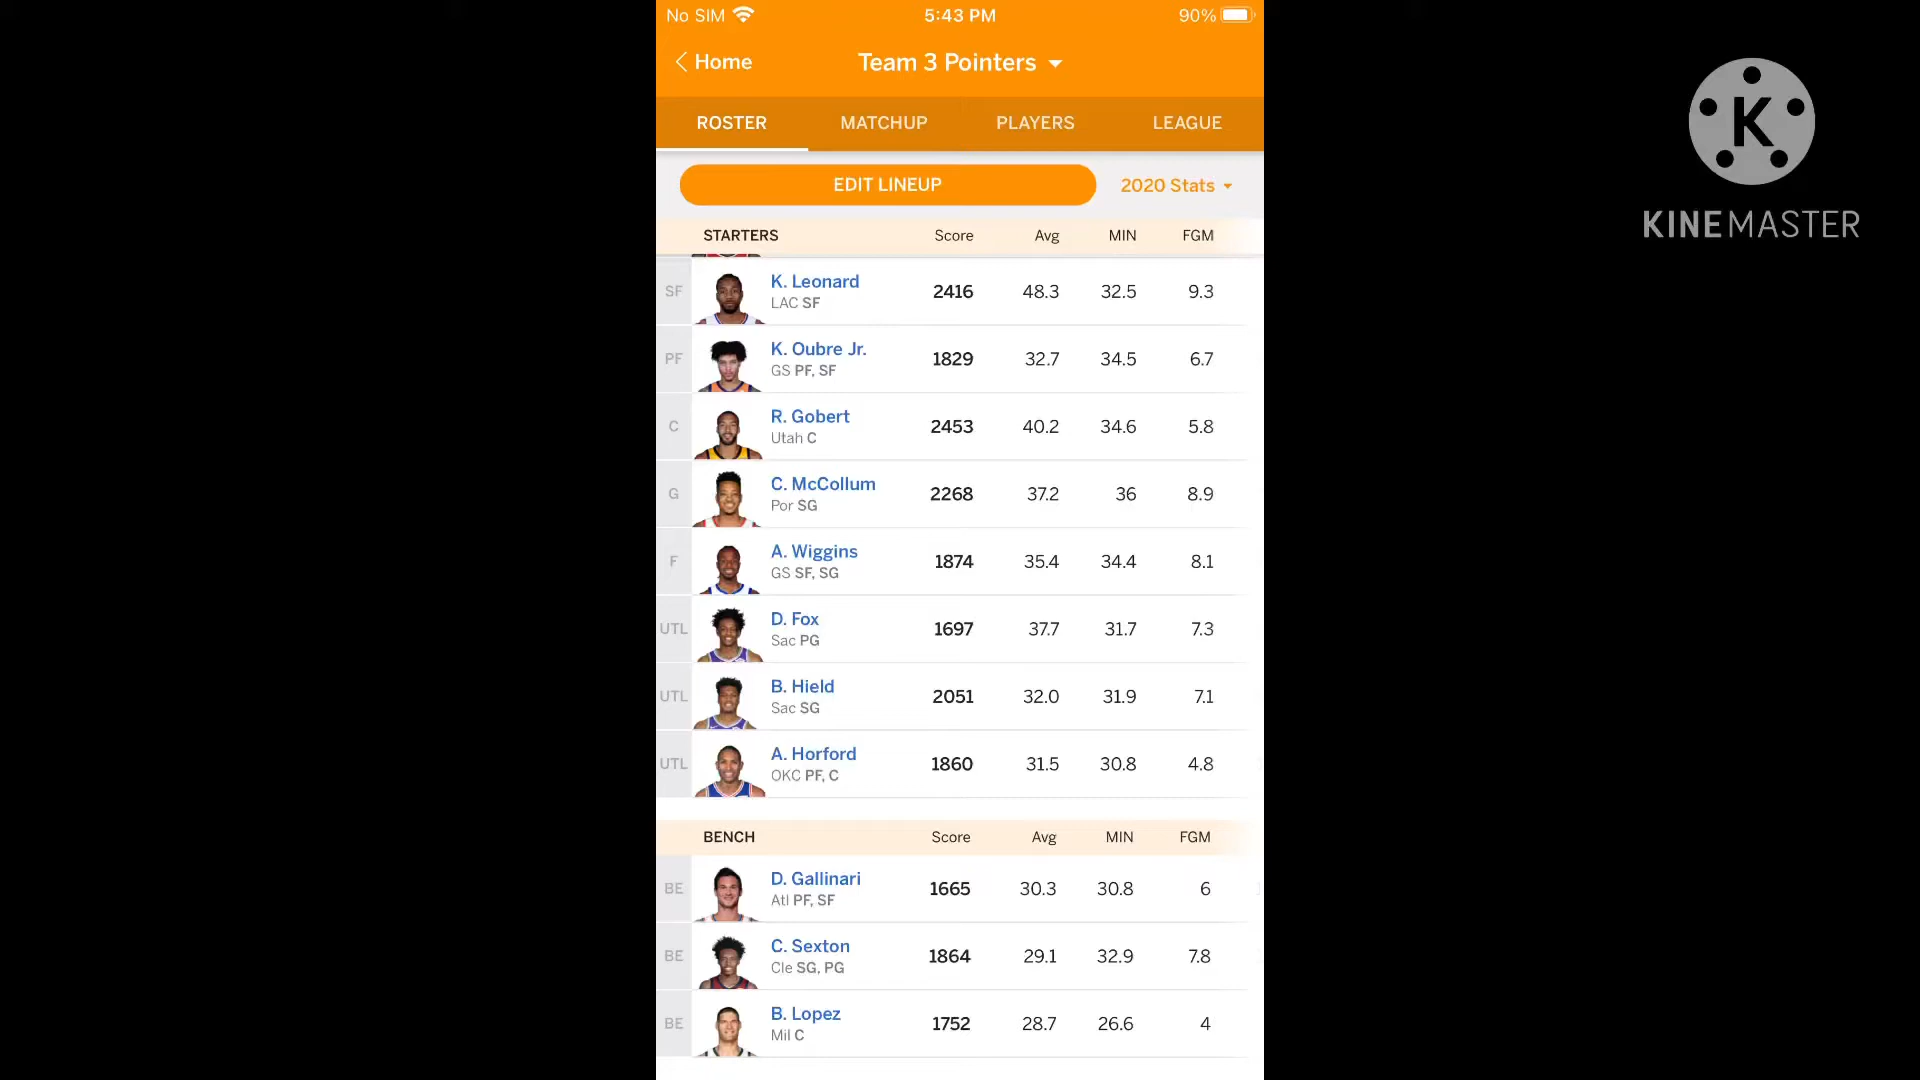 No SIM 5:43 PM 90%
Home Team 3 Pointers
ROSTER MATCHUP PLAYERS LEAGUE
EDIT LINEUP 2020 Stats
STARTERS Score Avg MIN FGM
SF K. Leonard 2416 48.3 32.5 9.3
LAC SF
PF K. Oubre Jr. 1829 32.7 34.5 6.7
GS PF, SF
C R. Gobert 2453 40.2 34.6 5.8
Utah C
G C. McCollum 2268 37.2 36 8.9
Por SG
F A. Wiggins 1874 35.4 34.4 8.1
GS SF, SG
UTL D. Fox 1697 37.7 31.7 7.3
Sac PG
UTL B. Hield 2051 32.0 31.9 7.1
Sac SG
UTL A. Horford 1860 31.5 30.8 4.8
OKC PF, C
BENCH Score Avg MIN FGM
BE D. Gallinari 1665 30.3 30.8 6
Atl PF, SF
BE C. Sexton 1864 29.1 32.9 7.8
Cle SG, PG
BE B. Lopez 1752 28.7 26.6 4
Mil C
K
KINEMASTER